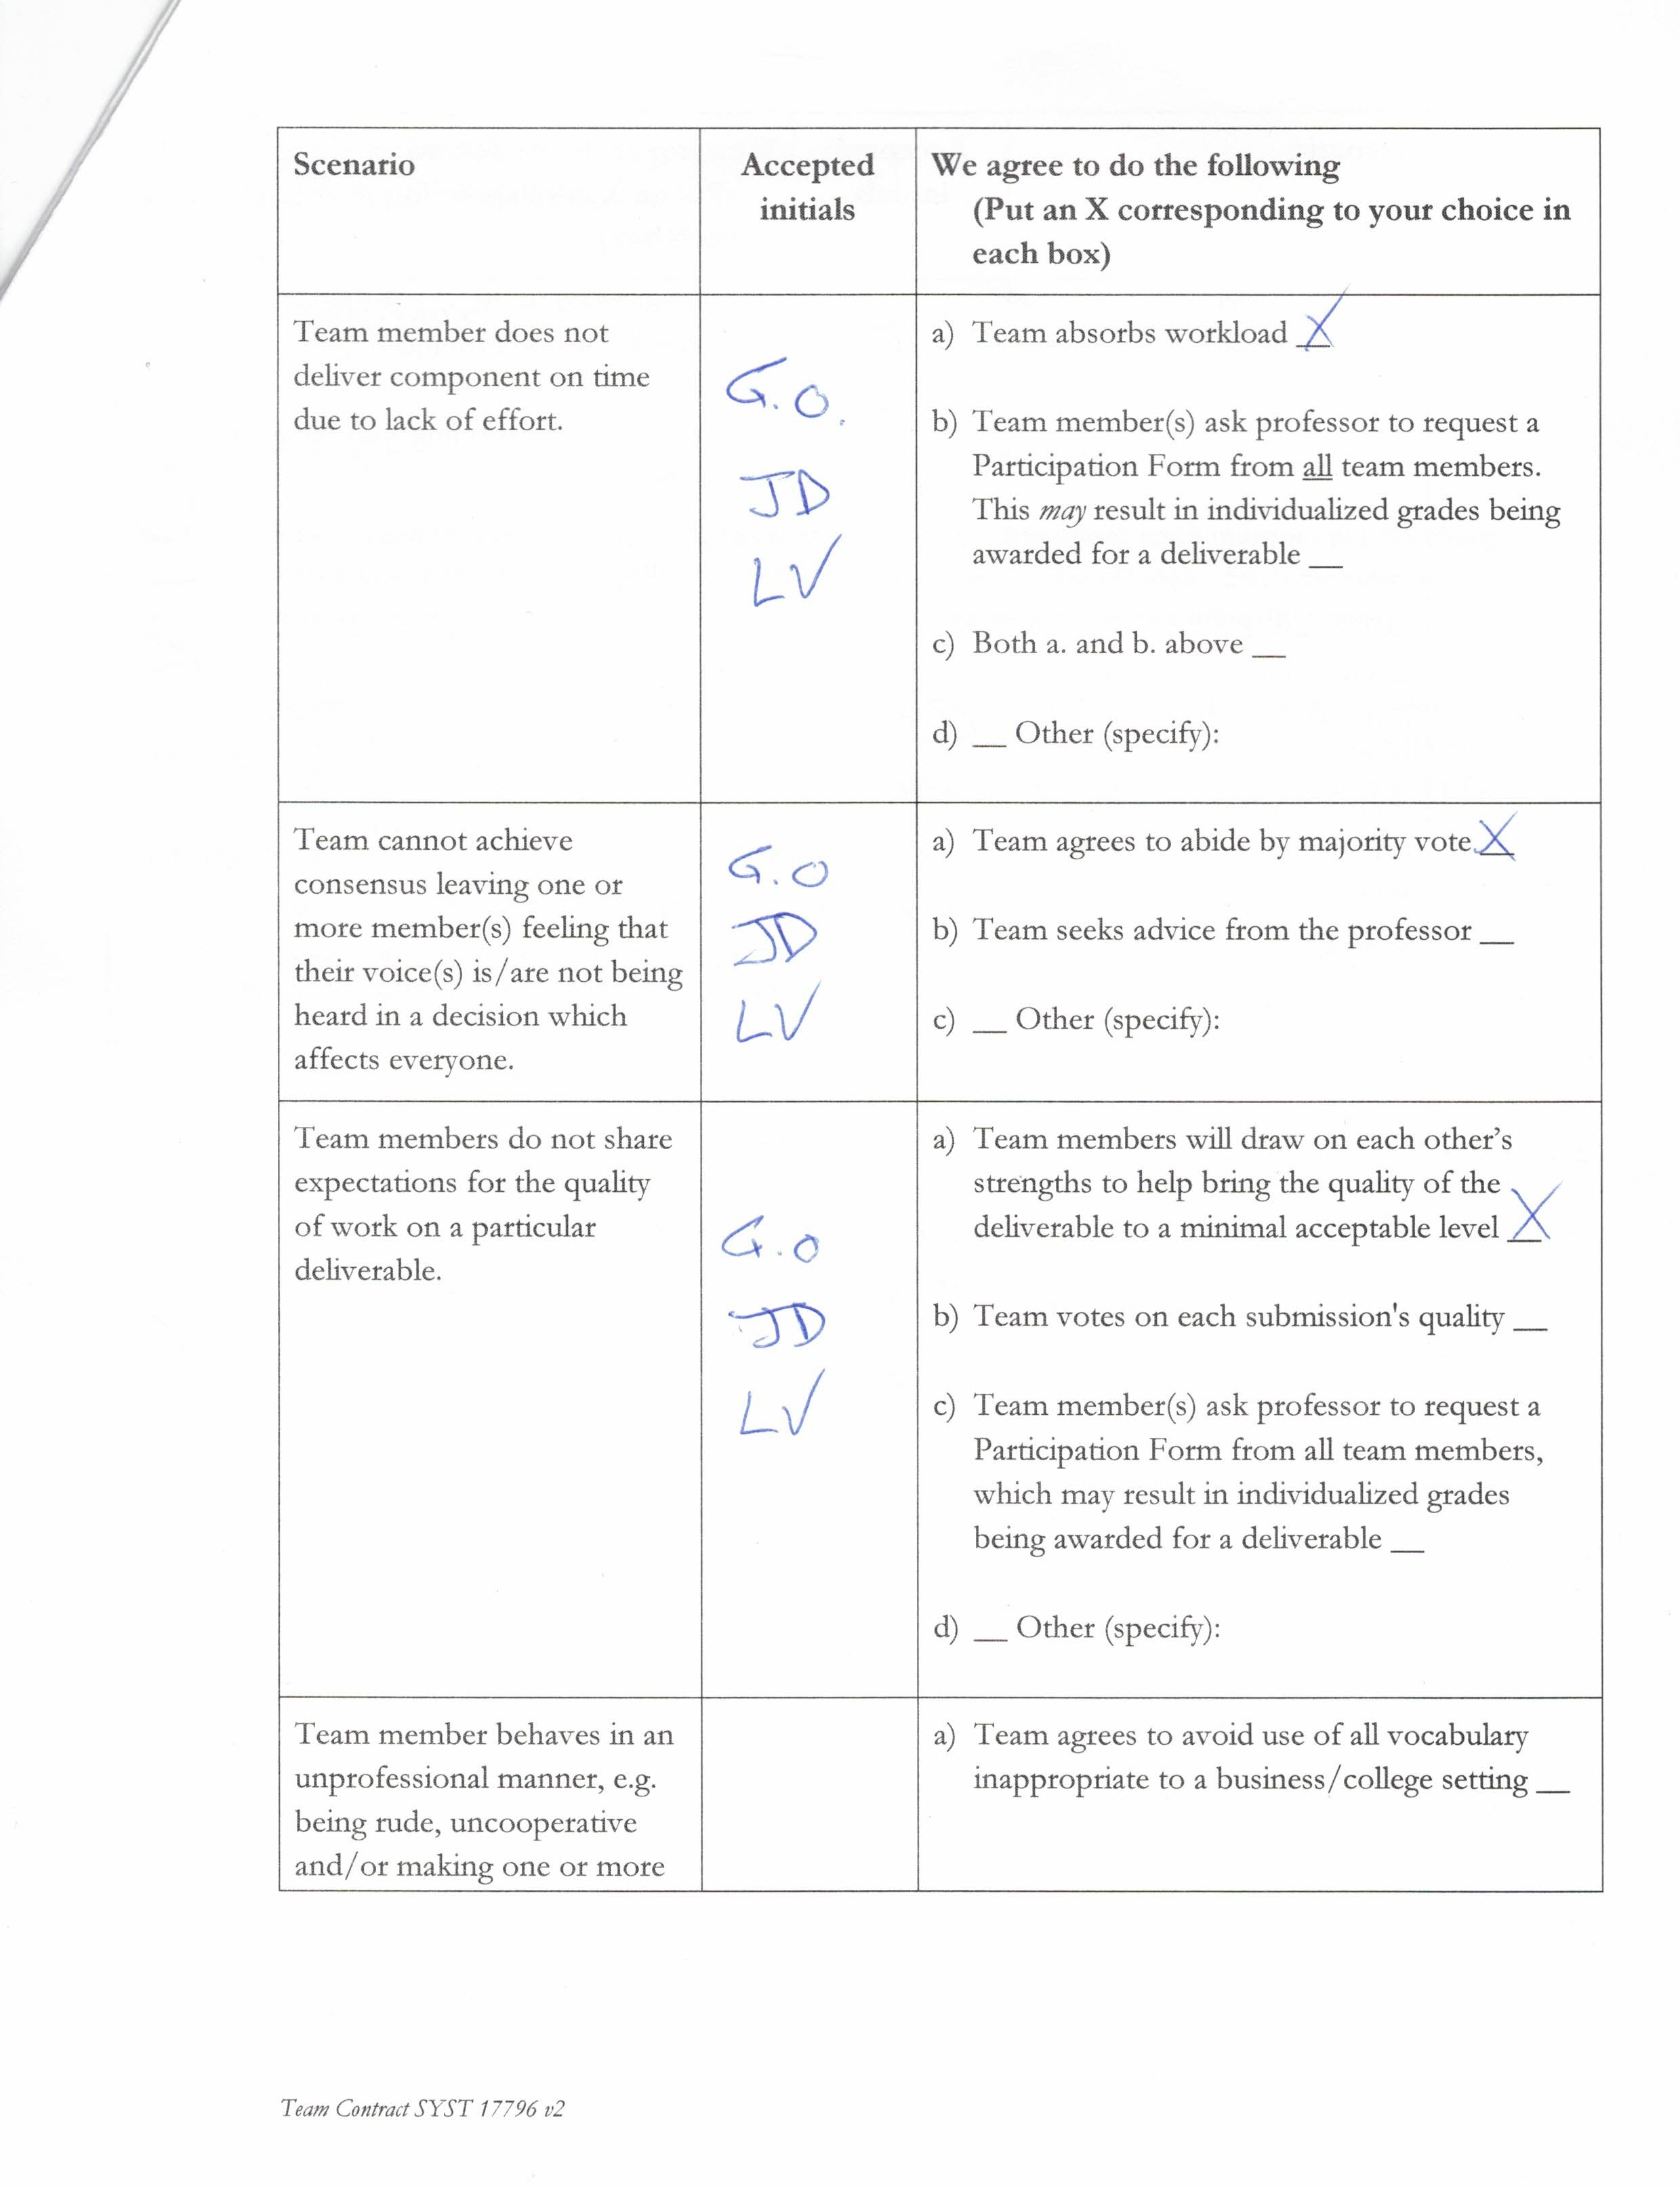 Scenario
Accepted
initials
We agree to do the following
(Put an X corresponding to your choice in
each box)
Team member does not
deliver component on time
due to lack of effort.
G.O.
JD
LV
a) Team absorbs workload X
b) Team member(s) ask professor to request a
Participation Form from all team members.
This may result in individualized grades being
awarded for a deliverable __
c) Both a. and b. above __
d) __ Other (specify):
Team cannot achieve
consensus leaving one or
more member(s) feeling that
their voice(s) is/are not being
heard in a decision which
affects everyone.
G.O
JD
LV
a) Team agrees to abide by majority vote X
b) Team seeks advice from the professor __
c) __ Other (specify):
Team members do not share
expectations for the quality
of work on a particular
deliverable.
G.O
JD
LV
a) Team members will draw on each other's
strengths to help bring the quality of the
deliverable to a minimal acceptable level X
b) Team votes on each submission's quality __
c) Team member(s) ask professor to request a
Participation Form from all team members,
which may result in individualized grades
being awarded for a deliverable __
d) __ Other (specify):
Team member behaves in an
unprofessional manner, e.g.
being rude, uncooperative
and/or making one or more
a) Team agrees to avoid use of all vocabulary
inappropriate to a business/college setting __
Team Contract SYST 17796 v2